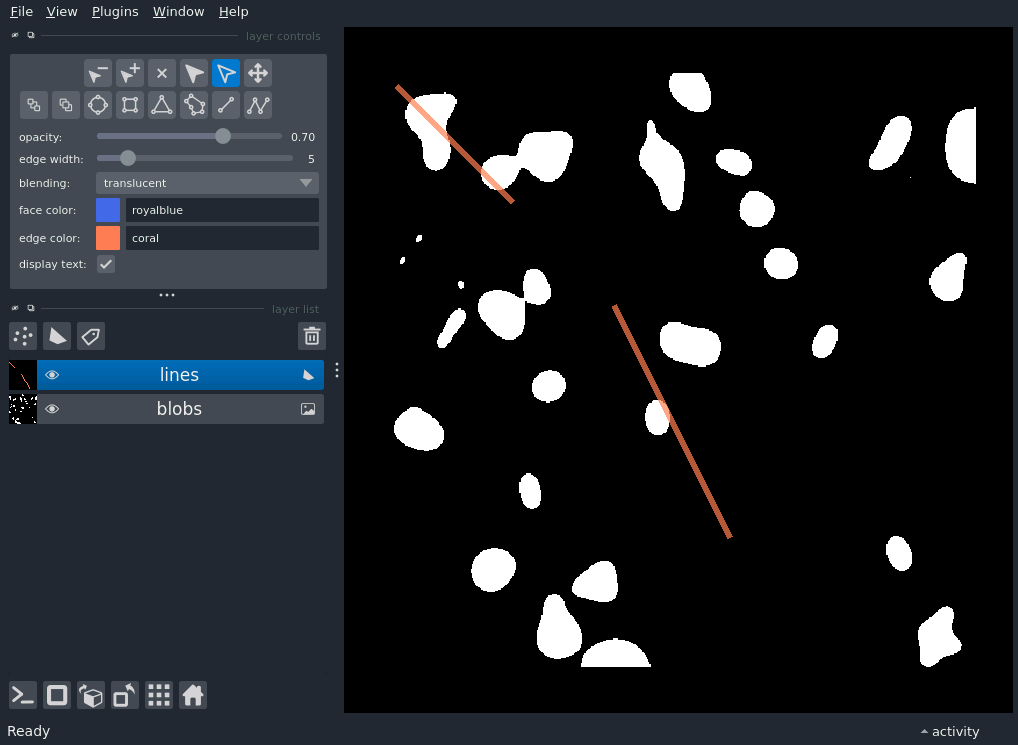 File View Plugins Window Help
layer controls
opacity: 0.70
edge width: 5
blending: translucent
face color: royalblue
edge color: coral
display text:
layer list
lines
blobs
Ready
activity